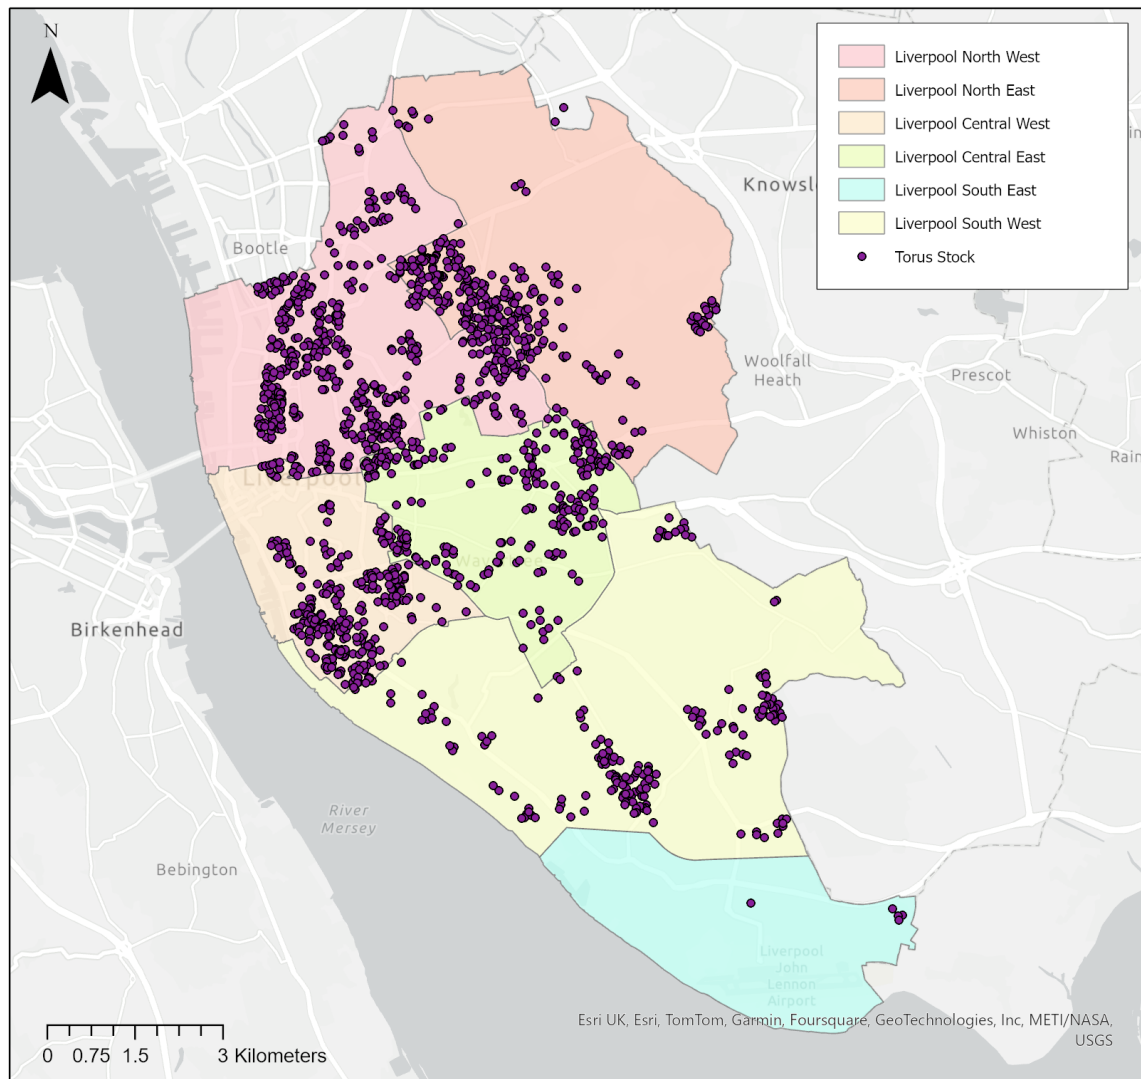 N
Liverpool North West
Liverpool North East
Liverpool Central West
Liverpool Central East
Liverpool South East
Liverpool South West
Torus Stock
Bootle
Woolfall
Heath
Prescot
Whiston
Liverpool
Birkenhead
River
Mersey
Bebington
Liverpool
John
Lennon
Airport
Esri UK, Esri, TomTom, Garmin, Foursquare, GeoTechnologies, Inc, METI/NASA,
USGS
0 0.75 1.5 3 Kilometers